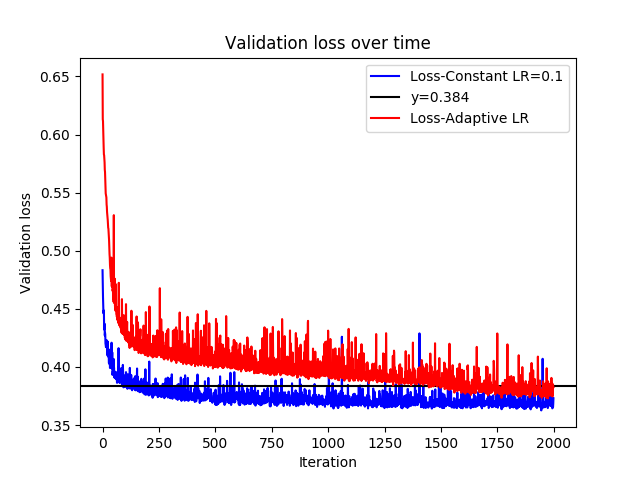 Validation loss over time
Loss-Constant LR=0.1
y=0.384
Loss-Adaptive LR
Validation loss
0.65
0.60
0.55
0.50
0.45
0.40
0.35
0 250 500 750 1000 1250 1500 1750 2000
Iteration